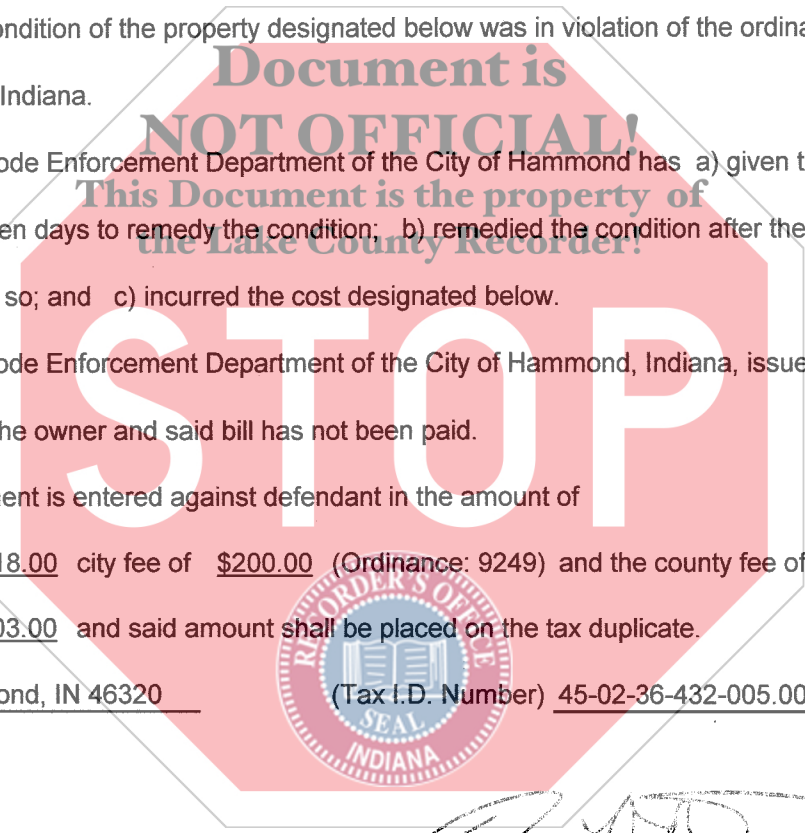 ondition of the property designated below was in violation of the ordina
Document is
Indiana.
NOT OFFICIAL!
ode Enforcement Department of the City of Hammond has a) given t
This Document is the property of
en days to remedy the condition; b) remedied the condition after the
the Lake County Recorder!
so; and c) incurred the cost designated below.
STOP
ode Enforcement Department of the City of Hammond, Indiana, issue
he owner and said bill has not been paid.
ent is entered against defendant in the amount of
18.00 city fee of $200.00 (Ordinance: 9249) and the county fee of
RECORDER'S OFFICE
03.00 and said amount shall be placed on the tax duplicate.
ond, IN 46320 (Tax I.D. Number) 45-02-36-432-005.00
SEAL
INDIANA